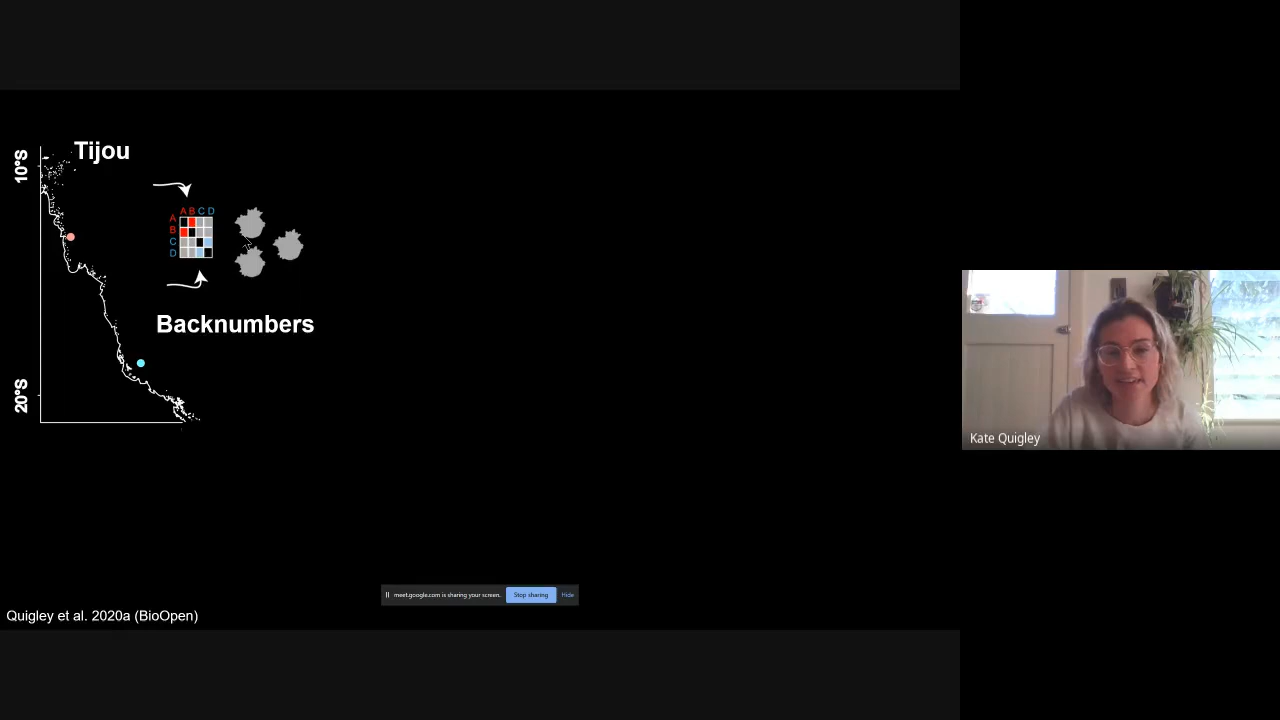 Tijou
10°S
A B C D
A
B
C
D
Backnumbers
20°S
Kate Quigley
meet.google.com is sharing your screen.
Stop sharing
Hide
Quigley et al. 2020a (BioOpen)